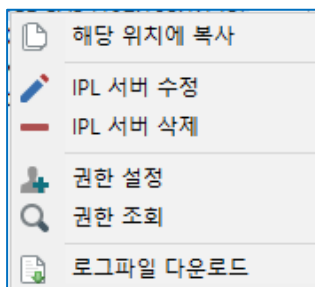 해당 위치에 복사
IPL 서버 수정
IPL 서버 삭제
권한 설정
권한 조회
로그파일 다운로드